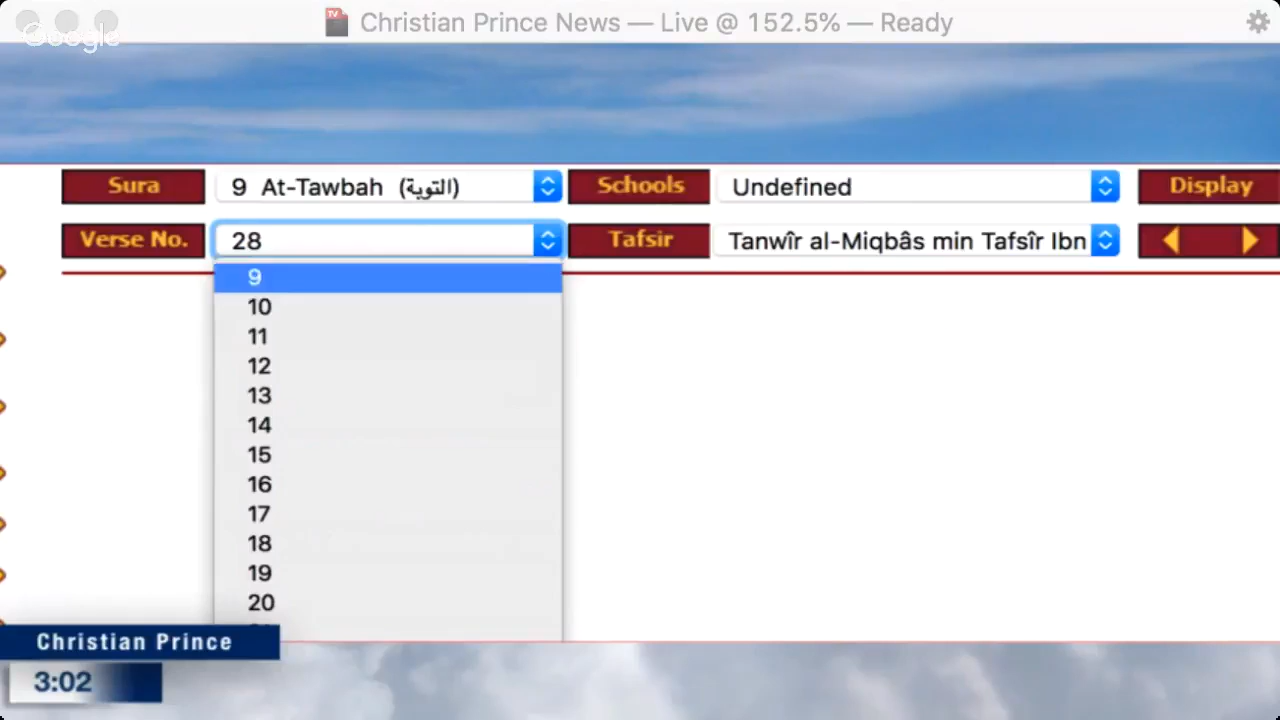 Christian Prince News — Live @ 152.5% — Ready
Google
Sura
9 At-Tawbah (التوبة)
Schools
Undefined
Display
Verse No.
28
Tafsir
Tanwîr al-Miqbâs min Tafsîr Ibn
9
10
11
12
13
14
15
16
17
18
19
20
Christian Prince
3:02